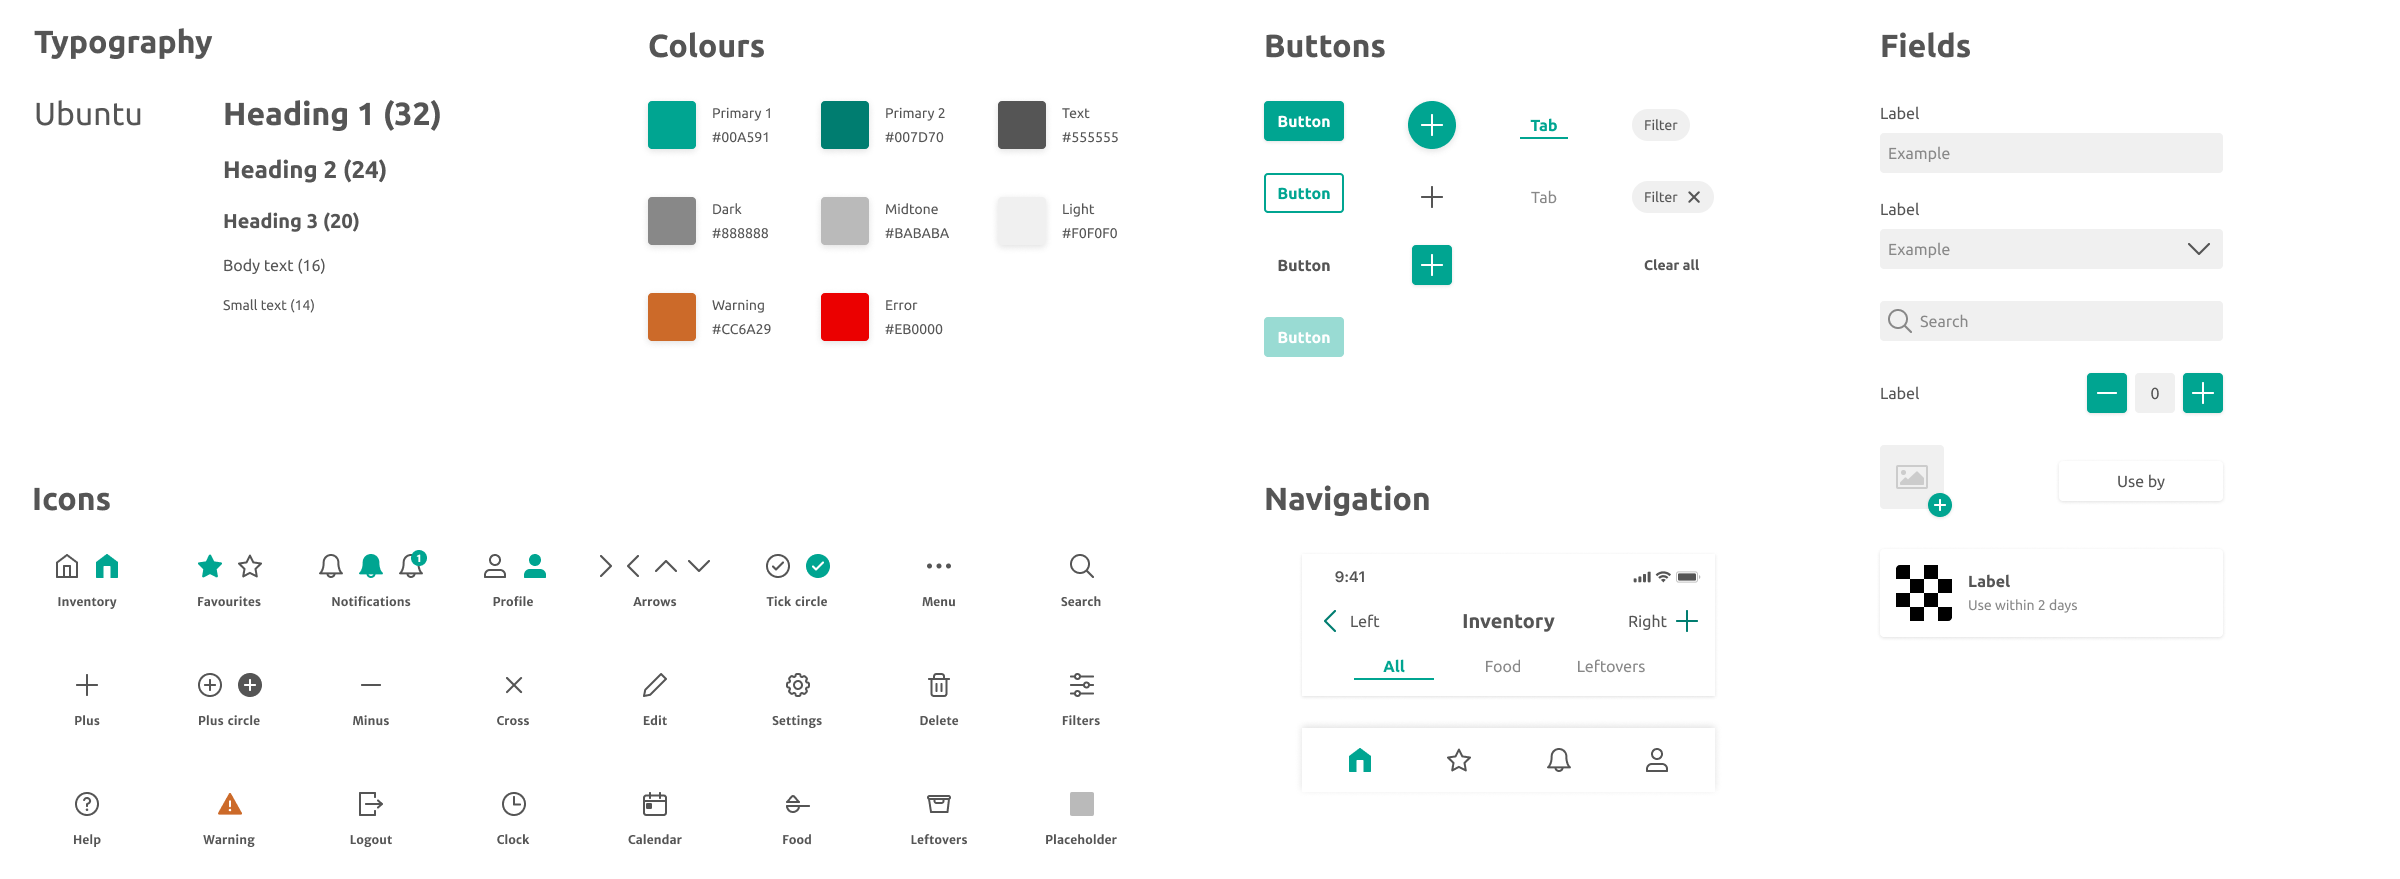 Typography
Ubuntu
Heading 1 (32)
Heading 2 (24)
Heading 3 (20)
Body text (16)
Small text (14)
Colours
Primary 1
#00A591
Primary 2
#007D70
Text
#555555
Dark
#888888
Midtone
#BABABA
Light
#F0F0F0
Warning
#CC6A29
Error
#EB0000
Buttons
Button
Tab
Filter
Button
Tab
Filter
Button
Clear all
Button
Fields
Label
Example
Label
Example
Search
Label
0
Use by
Label
Use within 2 days
Icons
Inventory
Favourites
1
Notifications
Profile
Arrows
Tick circle
Menu
Search
Plus
Plus circle
Minus
Cross
Edit
Settings
Delete
Filters
Help
Warning
Logout
Clock
Calendar
Food
Leftovers
Placeholder
Navigation
9:41
Left
Inventory
Right
All
Food
Leftovers